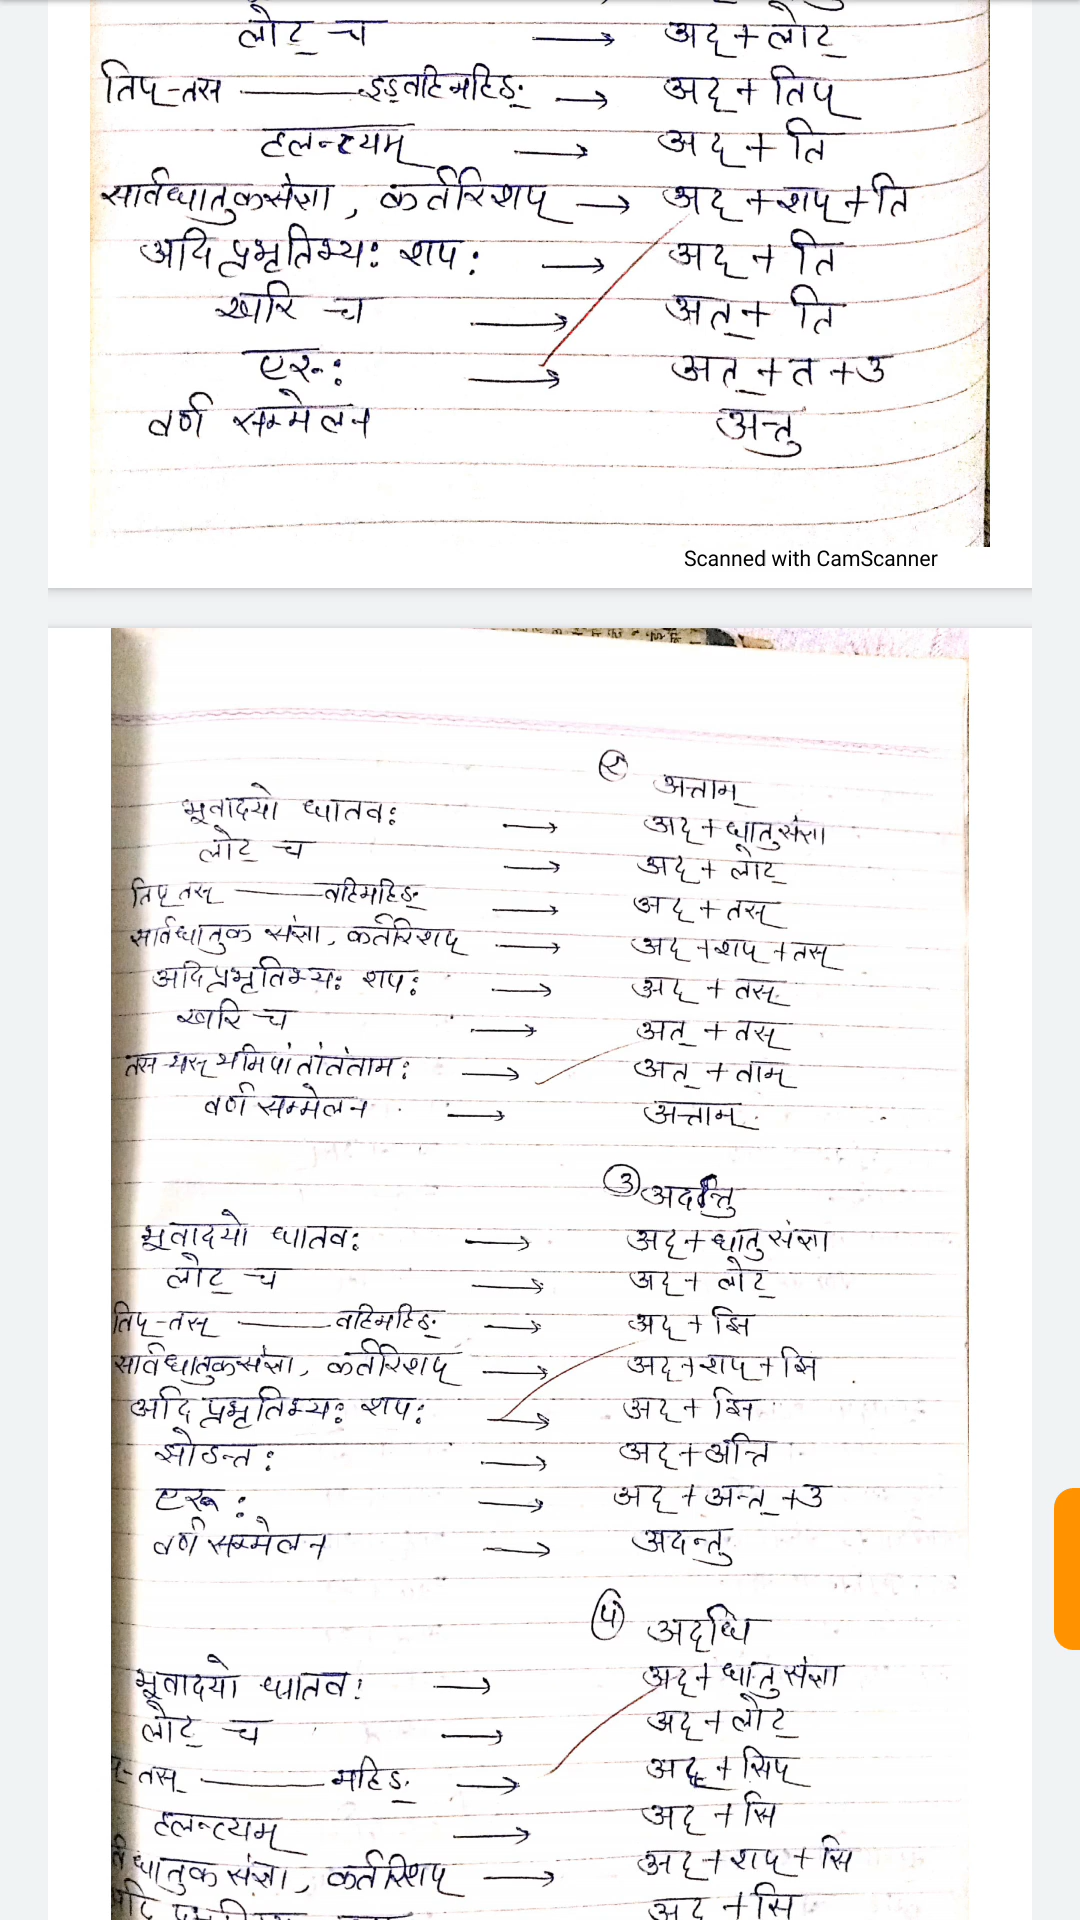 लोट् च → अद् + लोट्
तिप्-तस ——— इड्वहिमहिङ् → अद् + तिप्
हलन्त्यम् → अद् + ति
सार्वधातुकसंज्ञा, कर्तरिशप् → अद् + शप् + ति
अदिप्रभृतिभ्यः शपः → अद् + ति
खरि च → अत् + ति
एरुः → अत् + त + उ
वर्ण सम्मेलन अत्तु
Scanned with CamScanner
२ अत्ताम्
भूवादयो धातवः → अद् + धातुसंज्ञा
लोट् च → अद् + लोट्
तिप् तस् ——— वहिमहिङ् → अद् + तस्
सार्वधातुक संज्ञा, कर्तरिशप् → अद् + शप् + तस्
अदिप्रभृतिभ्यः शपः → अद् + तस्
खरि च → अत् + तस्
तस थस् थमिपां तांतंतामः → अत् + ताम्
वर्ण सम्मेलन → अत्ताम्
३ अदन्तु
भूवादयो धातवः → अद् + धातु संज्ञा
लोट् च → अद् + लोट्
तिप्-तस् ——— वहिमहिङ् → अद् + झि
सार्वधातुकसंज्ञा, कर्तरिशप् → अद् + शप् + झि
अदिप्रभृतिभ्यः शपः → अद् + झि
झोऽन्तः → अद् + अन्ति
एरुः → अद् + अन्त् + उ
वर्ण सम्मेलन → अदन्तु
अद्धि
भूवादयो धातवः → अद् + धातु संज्ञा
लोट् च → अद् + लोट्
-तस् ——— महिङ् → अद् + सिप्
हलन्त्यम् → अद् + सि
धातुक संज्ञा, कर्तरिशप् → अद् + शप् + सि
अद् + सि